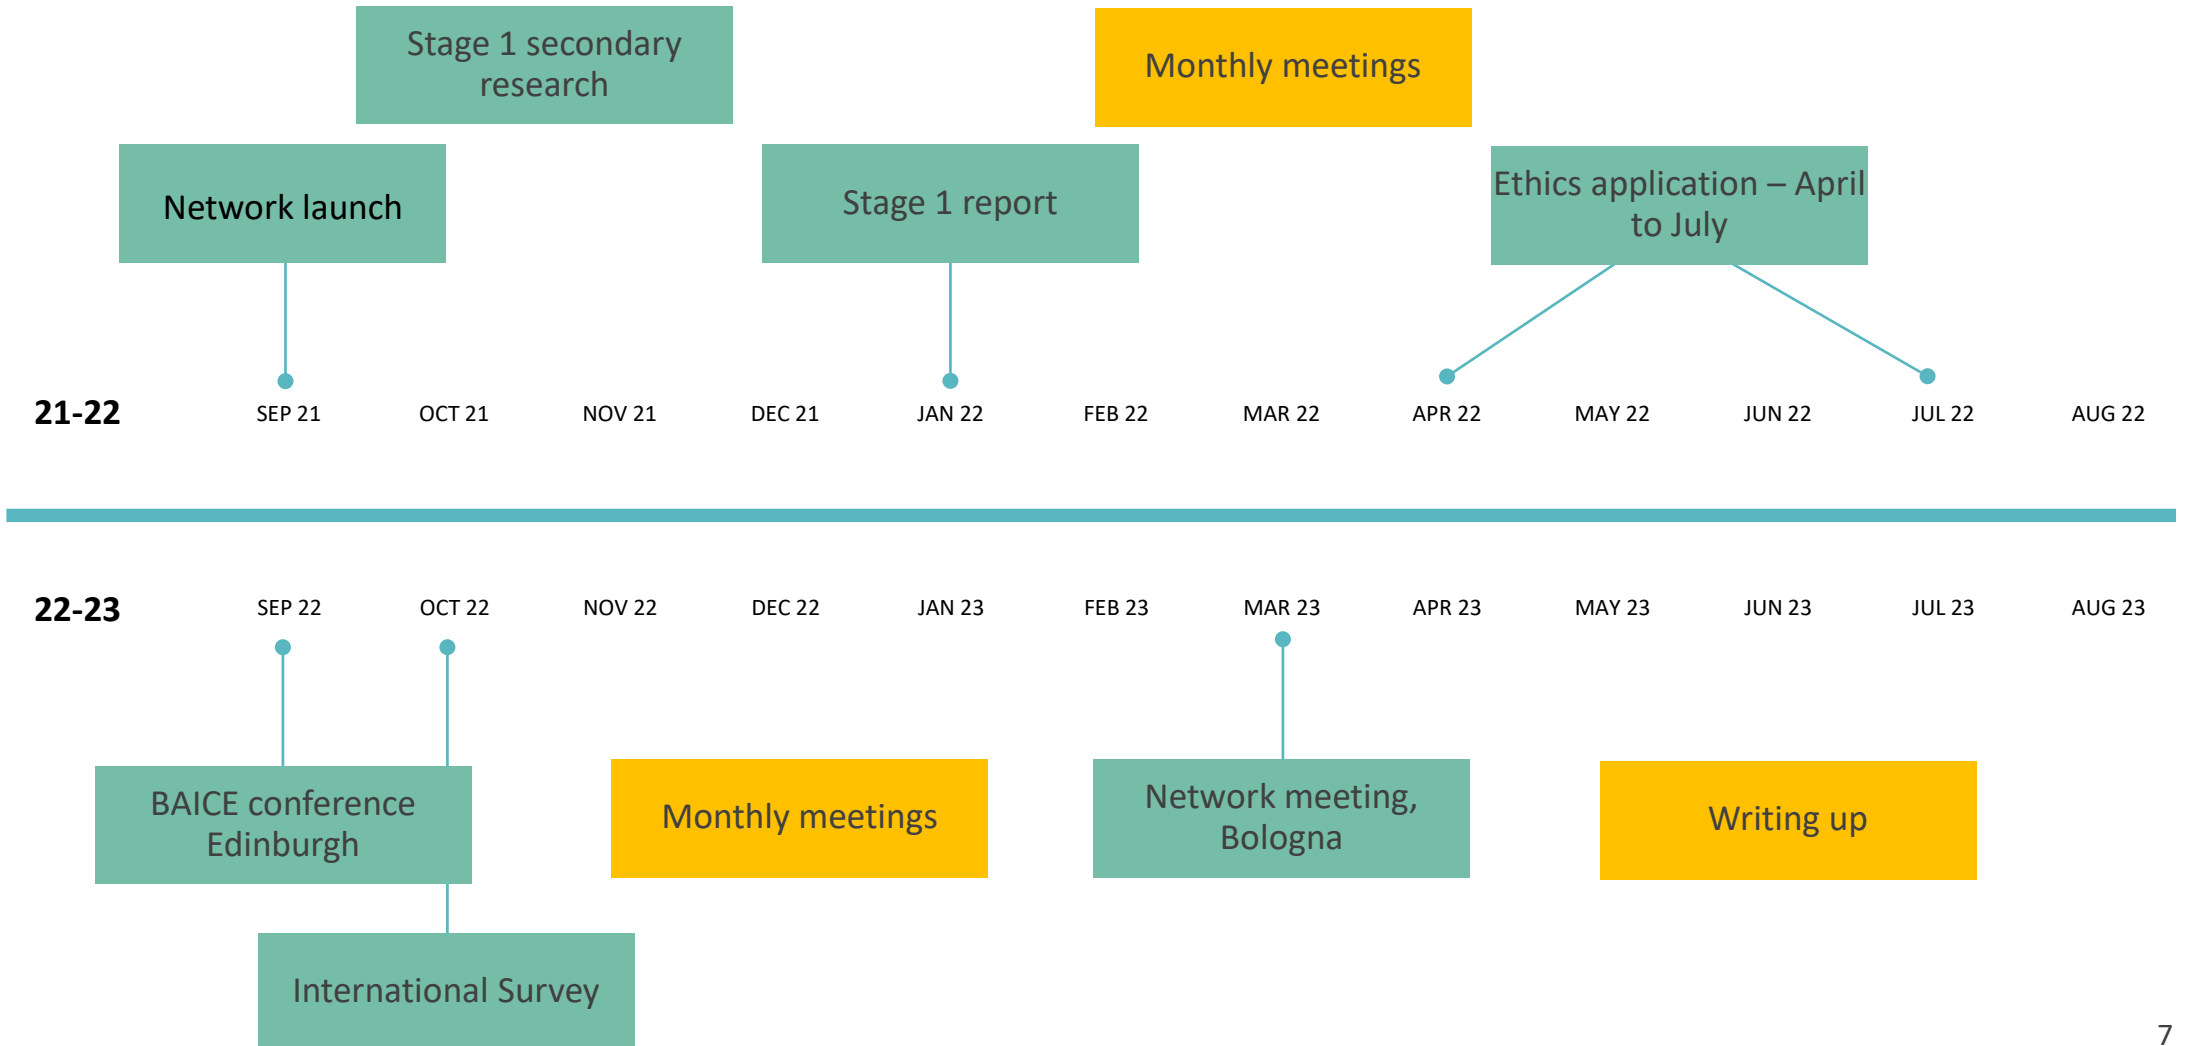 Stage 1 secondary
research
Monthly meetings
Network launch
Stage 1 report
Ethics application – April
to July
21-22
SEP 21
OCT 21
NOV 21
DEC 21
JAN 22
FEB 22
MAR 22
APR 22
MAY 22
JUN 22
JUL 22
AUG 22
22-23
SEP 22
OCT 22
NOV 22
DEC 22
JAN 23
FEB 23
MAR 23
APR 23
MAY 23
JUN 23
JUL 23
AUG 23
BAICE conference
Edinburgh
Monthly meetings
Network meeting,
Bologna
Writing up
International Survey
7